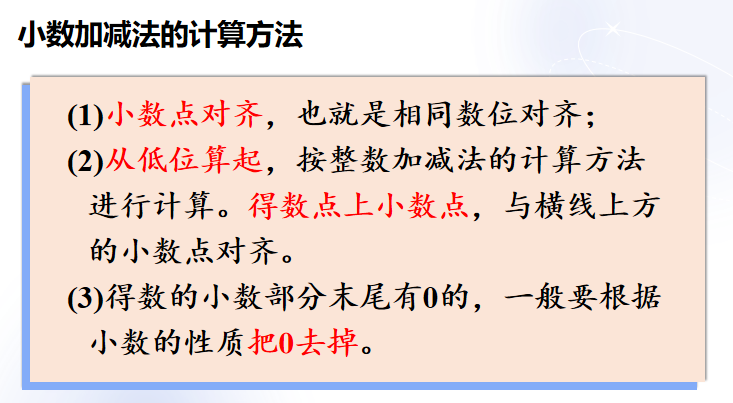 小数加减法的计算方法
(1)小数点对齐，也就是相同数位对齐；
(2)从低位算起，按整数加减法的计算方法
进行计算。得数点上小数点，与横线上方
的小数点对齐。
(3)得数的小数部分末尾有0的，一般要根据
小数的性质把0去掉。